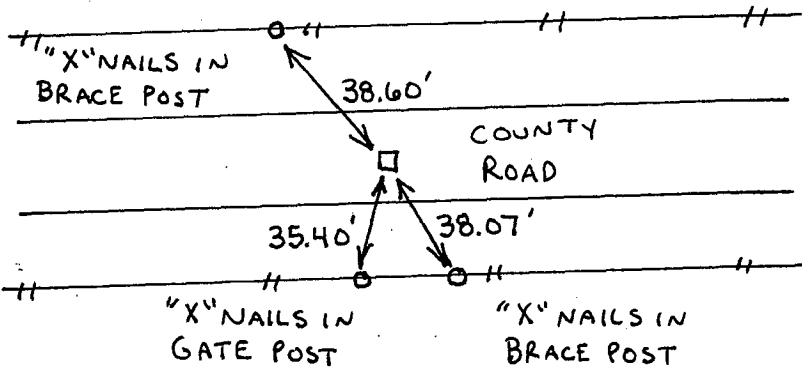 "X" NAILS IN
BRACE POST
38.60'
COUNTY
ROAD
35.40'
38.07'
"X" NAILS IN
GATE POST
"X" NAILS IN
BRACE POST